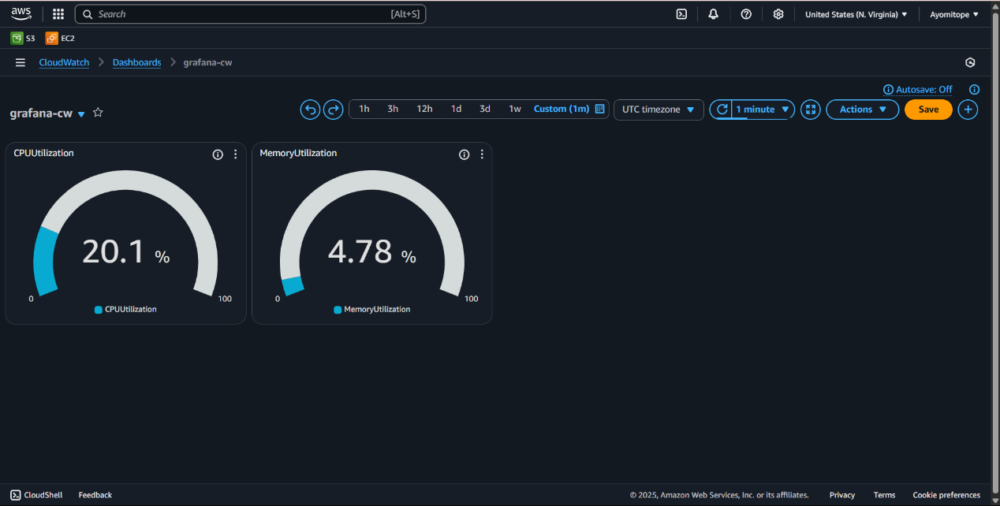 aws Search [Alt+S] United States (N. Virginia) Ayomitope
S3 EC2
CloudWatch Dashboards grafana-cw
Autosave: Off
grafana-cw 1h 3h 12h 1d 3d 1w Custom (1m) UTC timezone 1 minute Actions Save
CPUUtilization
20.1 %
0 100
CPUUtilization
MemoryUtilization
4.78 %
0 100
MemoryUtilization
CloudShell Feedback © 2025, Amazon Web Services, Inc. or its affiliates. Privacy Terms Cookie preferences